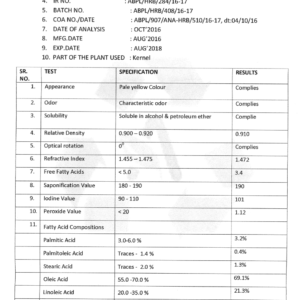 4. IR NO. : ABPL/HRB/284/16-17
5. BATCH NO. : ABPL/HRB/408/16-17
6. COA NO./DATE : ABPL/907/ANA-HRB/510/16-17, dt:04/10/16
7. DATE OF ANALYSIS : OCT'2016
8. MFG.DATE : AUG'2016
9. EXP.DATE : AUG'2018
10. PART OF THE PLANT USED : Kernel
SR. NO. TEST SPECIFICATION RESULTS
1. Appearance Pale yellow Colour Complies
2. Odor Characteristic odor Complies
3. Solubility Soluble in alcohol & petroleum ether Complie
4. Relative Density 0.900 – 0.920 0.910
5. Optical rotation 0⁰ Complies
6. Refractive Index 1.455 – 1.475 1.472
7. Free Fatty Acids < 5.0 3.4
8. Saponification Value 180 - 190 190
9. Iodine Value 90 - 110 101
10. Peroxide Value < 20 1.12
11. Fatty Acid Compositions
Palmitic Acid 3.0-6.0 % 3.2%
Palmitoleic Acid Traces - 1.4 % 0.4%
Stearic Acid Traces - 2.0 % 1.3%
Oleic Acid 55.0 -70.0 % 69.1%
Linoleic Acid 20.0 -35.0 % 21.3%